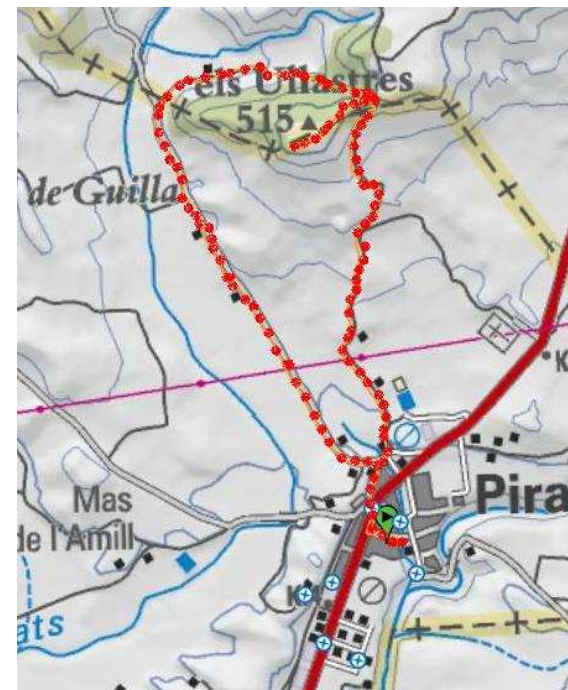 els Ullastres
515
de Guilla
Pira
Mas
de l'Amill
ats